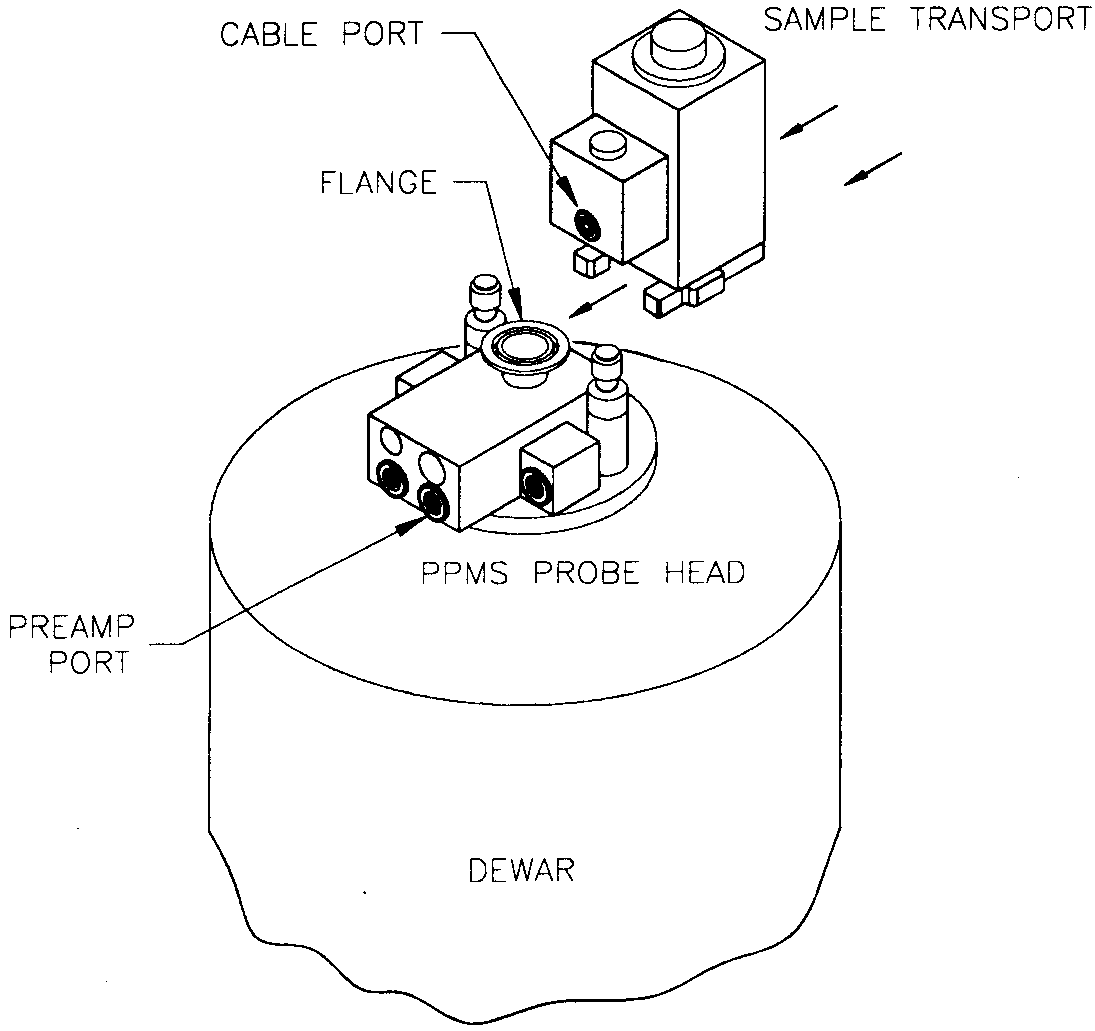 SAMPLE TRANSPORT
CABLE PORT
FLANGE
PPMS PROBE HEAD
PREAMP
PORT
DEWAR